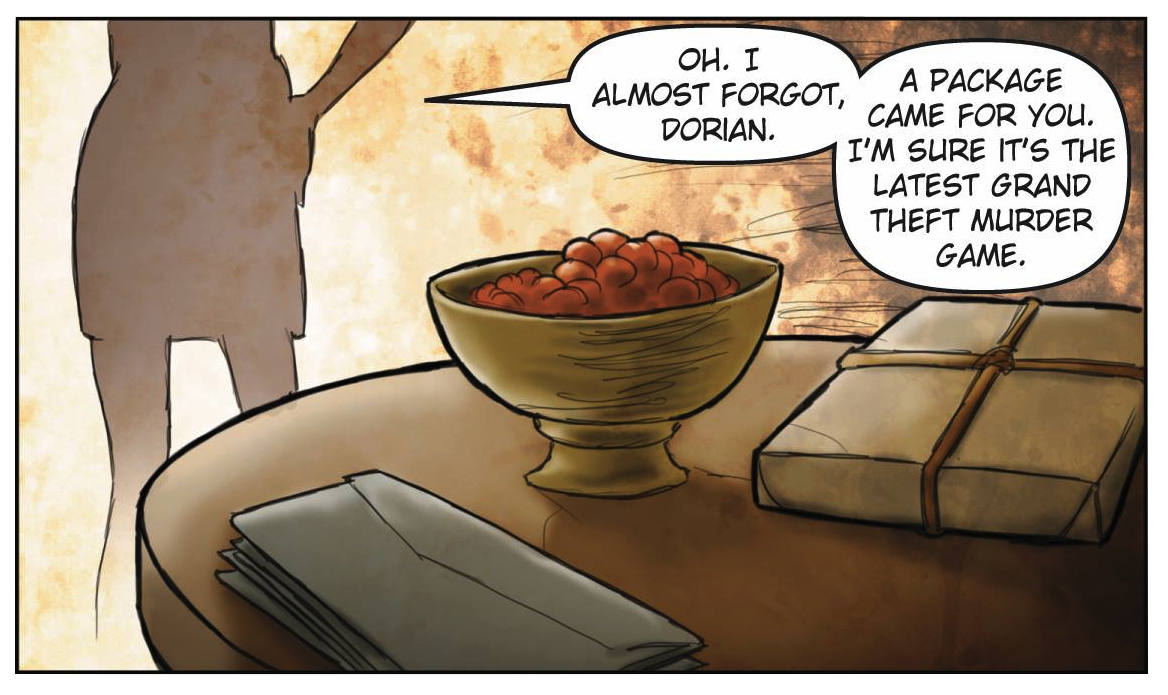 OH. I
ALMOST FORGOT,
DORIAN.
A PACKAGE
CAME FOR YOU.
I'M SURE IT'S THE
LATEST GRAND
THEFT MURDER
GAME.